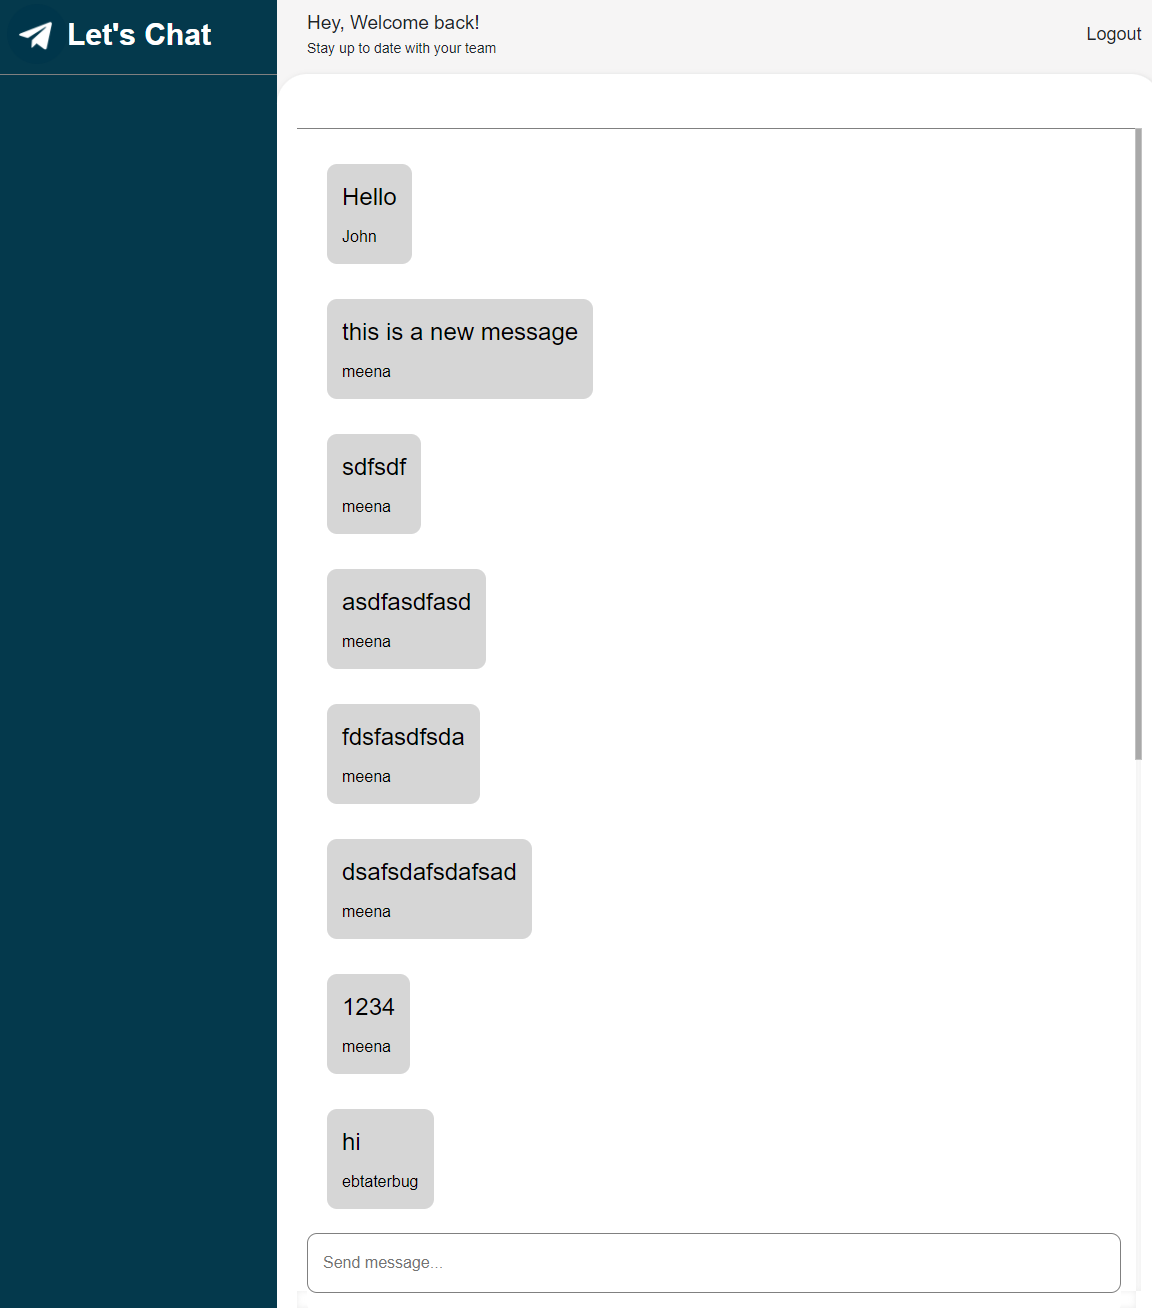 Let's Chat
Hey, Welcome back!
Stay up to date with your team
Logout
Hello
John
this is a new message
meena
sdfsdf
meena
asdfasdfasd
meena
fdsfasdfsda
meena
dsafsdafsdafsad
meena
1234
meena
hi
ebtaterbug
Send message...